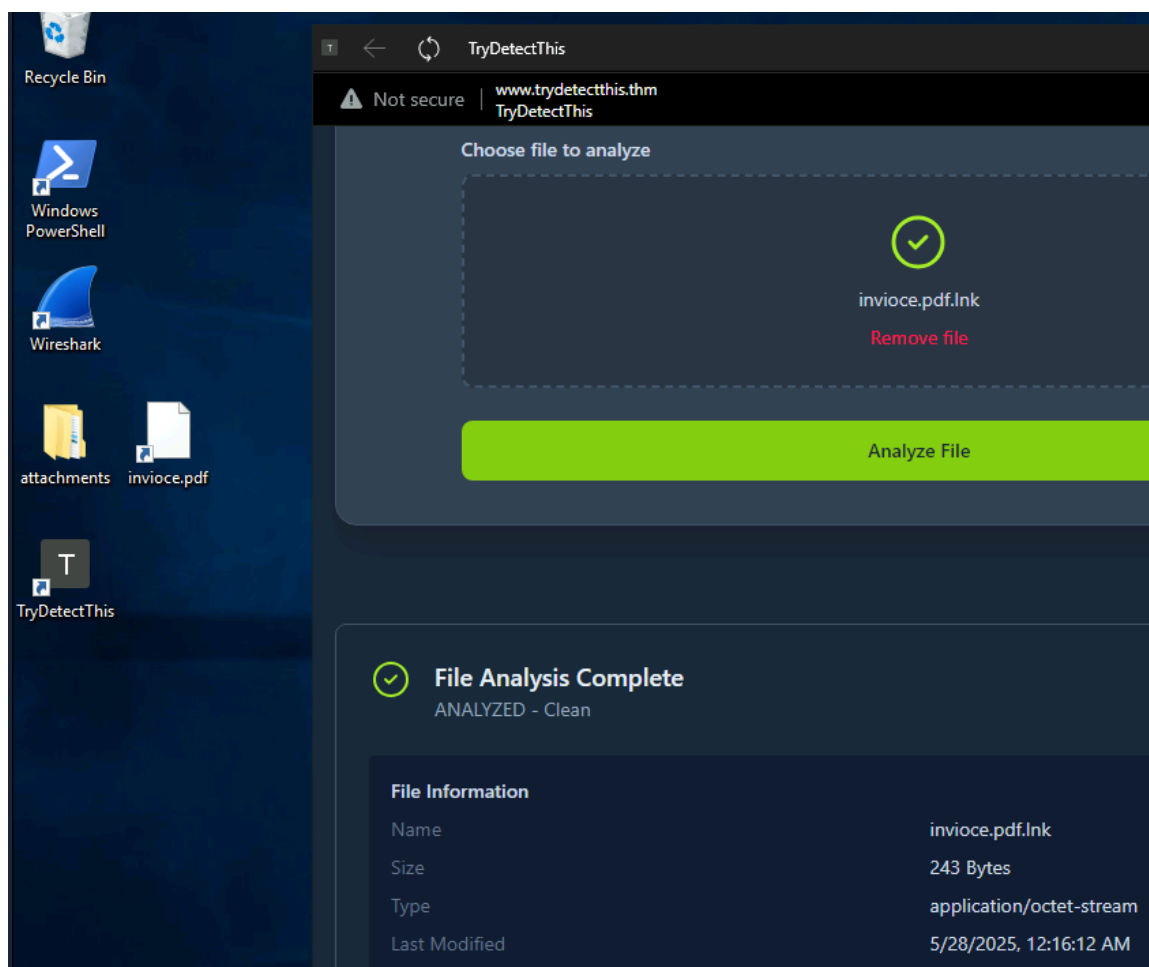 Recycle Bin
Windows
PowerShell
Wireshark
attachments
invioce.pdf
T
TryDetectThis
T
TryDetectThis
Not secure
www.trydetectthis.thm
TryDetectThis
Choose file to analyze
invioce.pdf.lnk
Remove file
Analyze File
File Analysis Complete
ANALYZED - Clean
File Information
Name invioce.pdf.lnk
Size 243 Bytes
Type application/octet-stream
Last Modified 5/28/2025, 12:16:12 AM